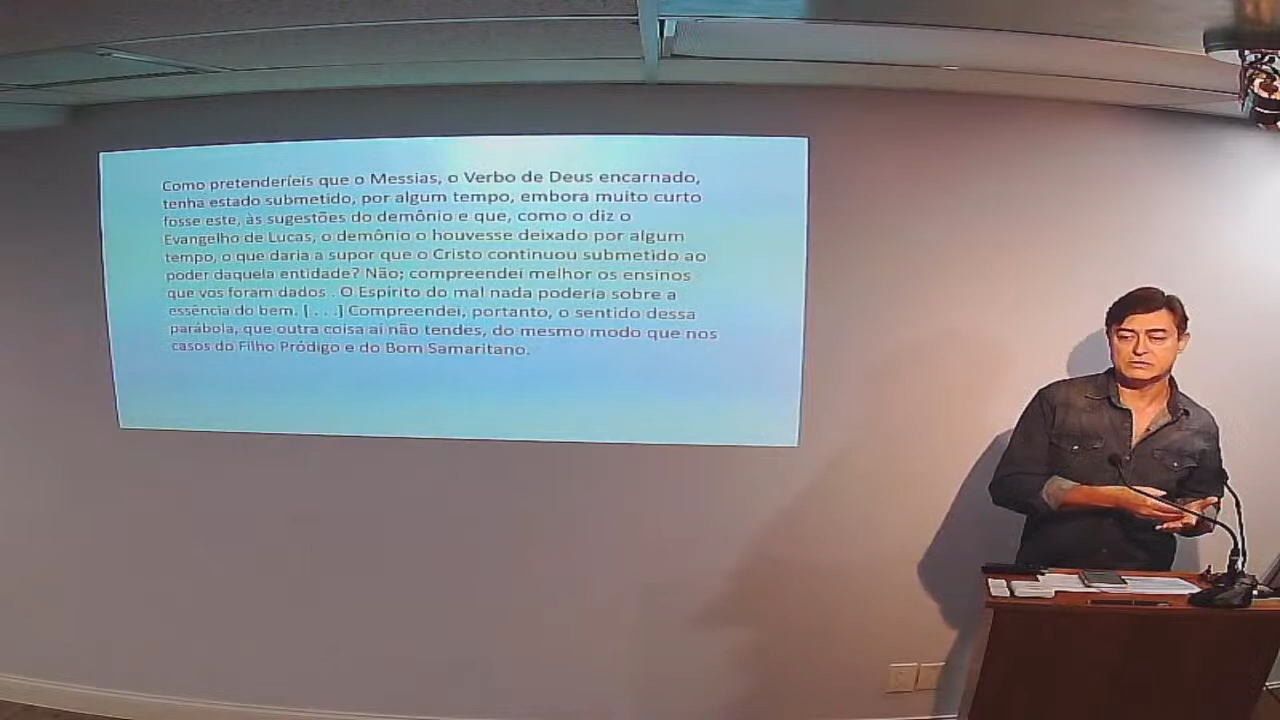 Como pretenderíeis que o Messias, o Verbo de Deus encarnado,
tenha estado submetido, por algum tempo, embora muito curto
fosse este, às sugestões do demônio e que, como o diz o
Evangelho de Lucas, o demônio o houvesse deixado por algum
tempo, o que daria a supor que o Cristo continuou submetido ao
poder daquela entidade? Não; compreendei melhor os ensinos
que vos foram dados . O Espírito do mal nada poderia sobre a
essência do bem. [ . . .] Compreendei, portanto, o sentido dessa
parábola, que outra coisa aí não tendes, do mesmo modo que nos
casos do Filho Pródigo e do Bom Samaritano.